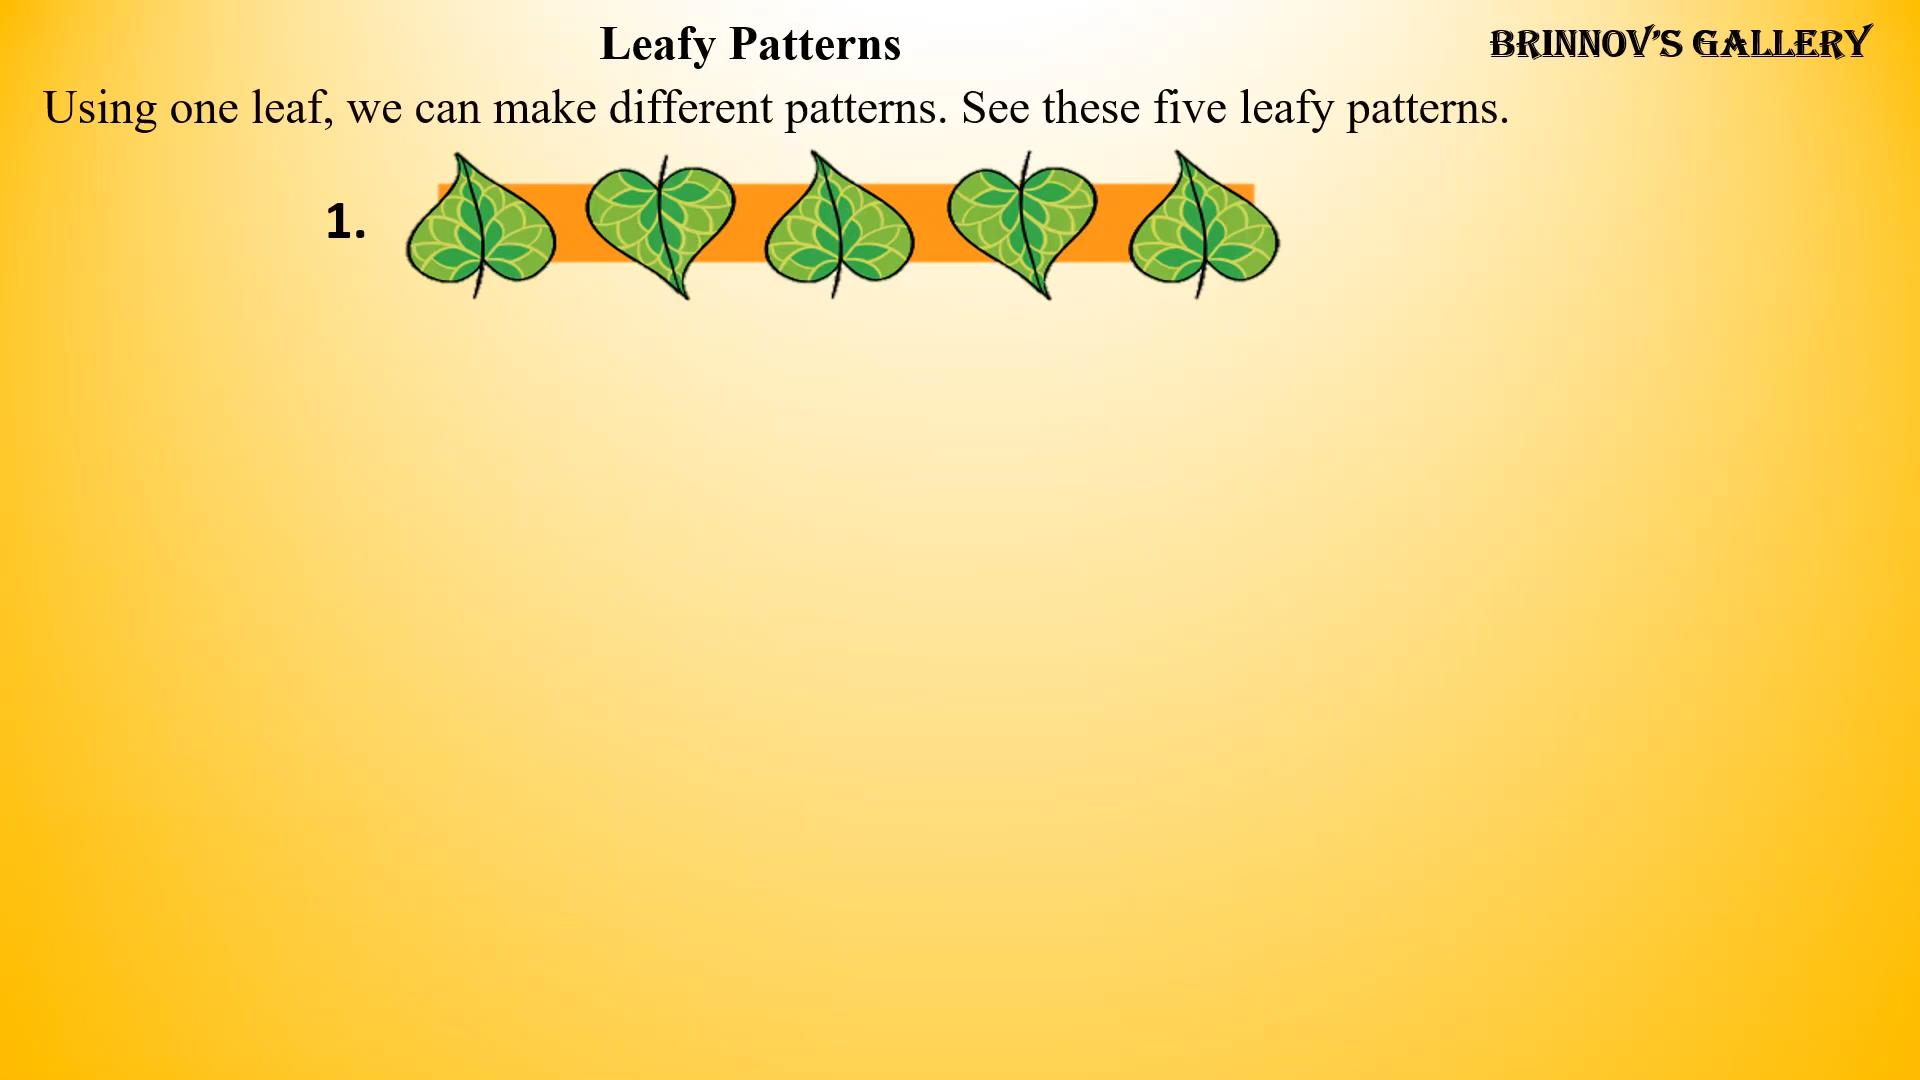 Leafy Patterns
BRINNOV'S GALLERY
Using one leaf, we can make different patterns. See these five leafy patterns.
1.